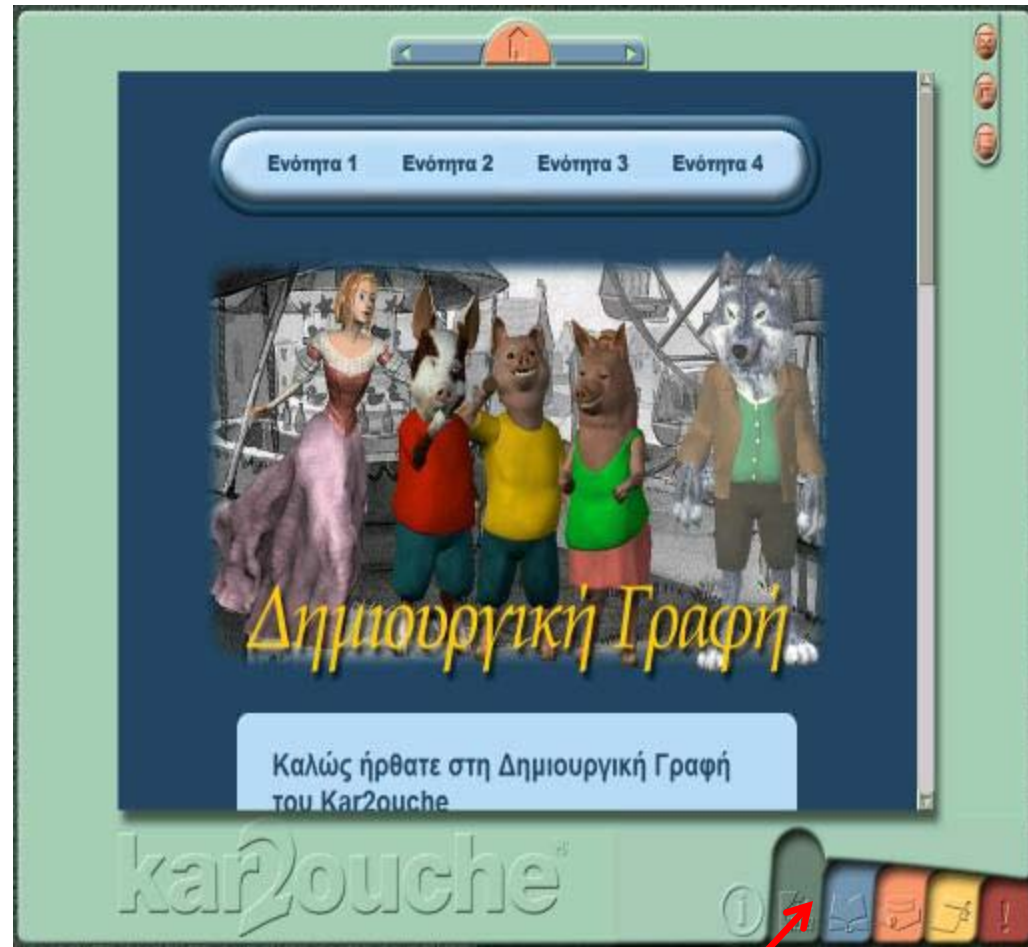 Ενότητα 1 Ενότητα 2 Ενότητα 3 Ενότητα 4
Δημιουργική Γραφή
Καλώς ήρθατε στη Δημιουργική Γραφή
του Kar2ouche
kar2ouche